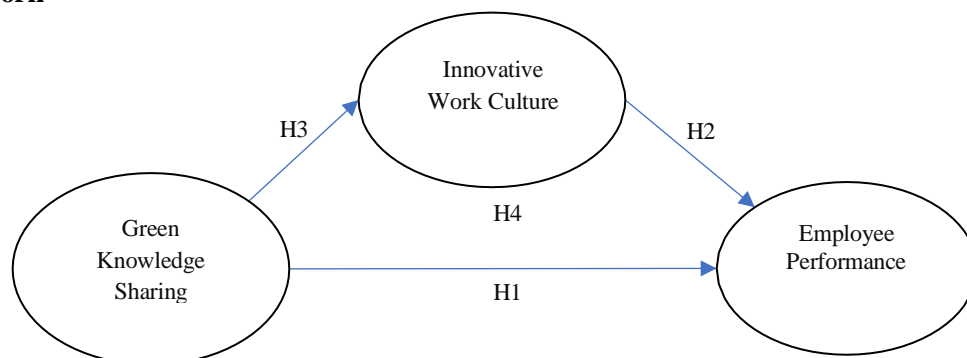 Innovative
Work Culture
H3
H2
H4
Green
Knowledge
Sharing
Employee
Performance
H1